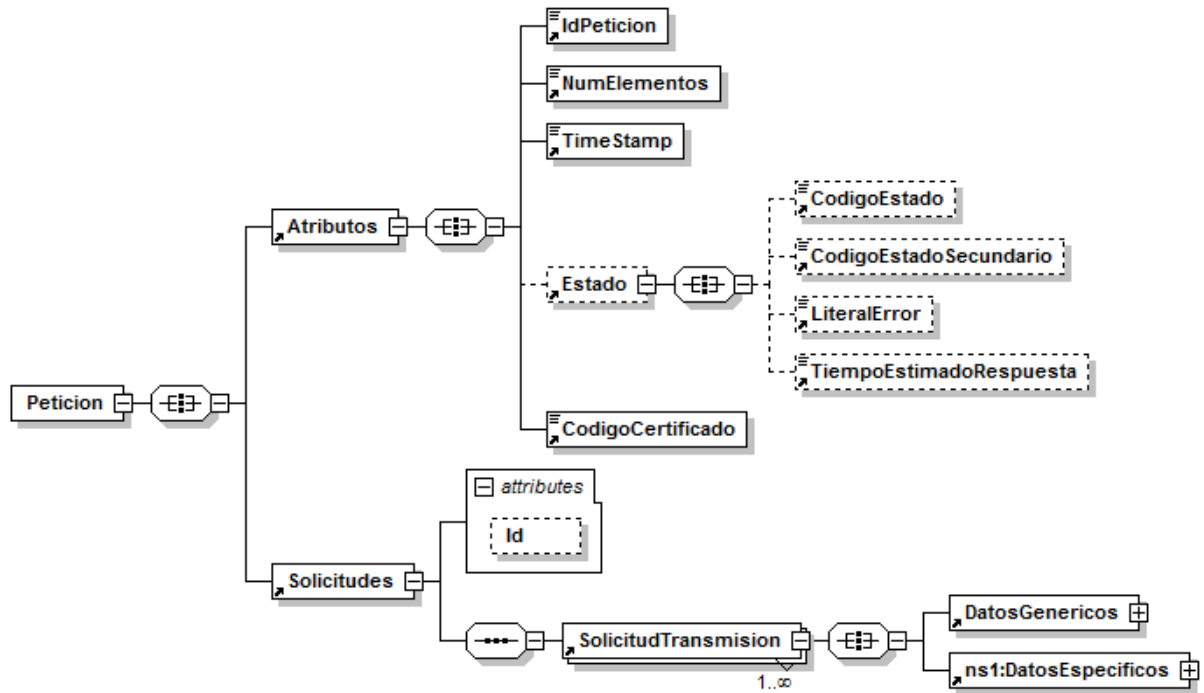 IdPeticion
NumElementos
TimeStamp
CodigoEstado
Atributos
CodigoEstadoSecundario
Estado
LiteralError
TiempoEstimadoRespuesta
Peticion
CodigoCertificado
attributes
Id
Solicitudes
DatosGenericos
SolicitudTransmision
ns1:DatosEspecificos
1..∞